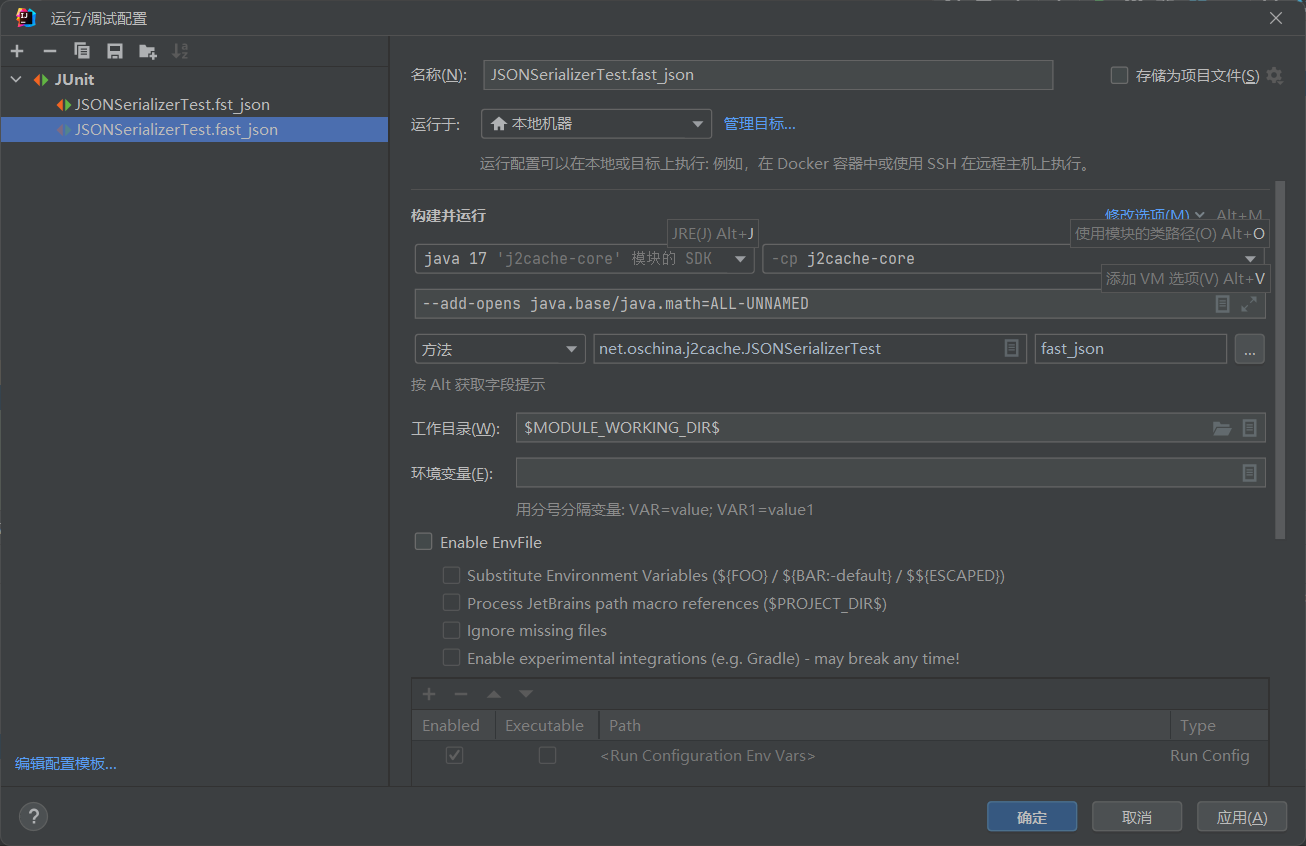 运行/调试配置
JUnit
JSONSerializerTest.fst_json
JSONSerializerTest.fast_json
编辑配置模板...
名称(N): JSONSerializerTest.fast_json 存储为项目文件(S)
运行于: 本地机器 管理目标...
运行配置可以在本地或目标上执行: 例如，在 Docker 容器中或使用 SSH 在远程主机上执行。
构建并运行 修改选项(M) Alt+M
JRE(J) Alt+J 使用模块的类路径(O) Alt+O
java 17 'j2cache-core' 模块的 SDK -cp j2cache-core
添加 VM 选项(V) Alt+V
--add-opens java.base/java.math=ALL-UNNAMED
方法 net.oschina.j2cache.JSONSerializerTest fast_json ...
按 Alt 获取字段提示
工作目录(W): $MODULE_WORKING_DIR$
环境变量(E):
用分号分隔变量: VAR=value; VAR1=value1
Enable EnvFile
Substitute Environment Variables (${FOO} / ${BAR:-default} / $${ESCAPED})
Process JetBrains path macro references ($PROJECT_DIR$)
Ignore missing files
Enable experimental integrations (e.g. Gradle) - may break any time!
Enabled Executable Path Type
<Run Configuration Env Vars> Run Config
? 确定 取消 应用(A)